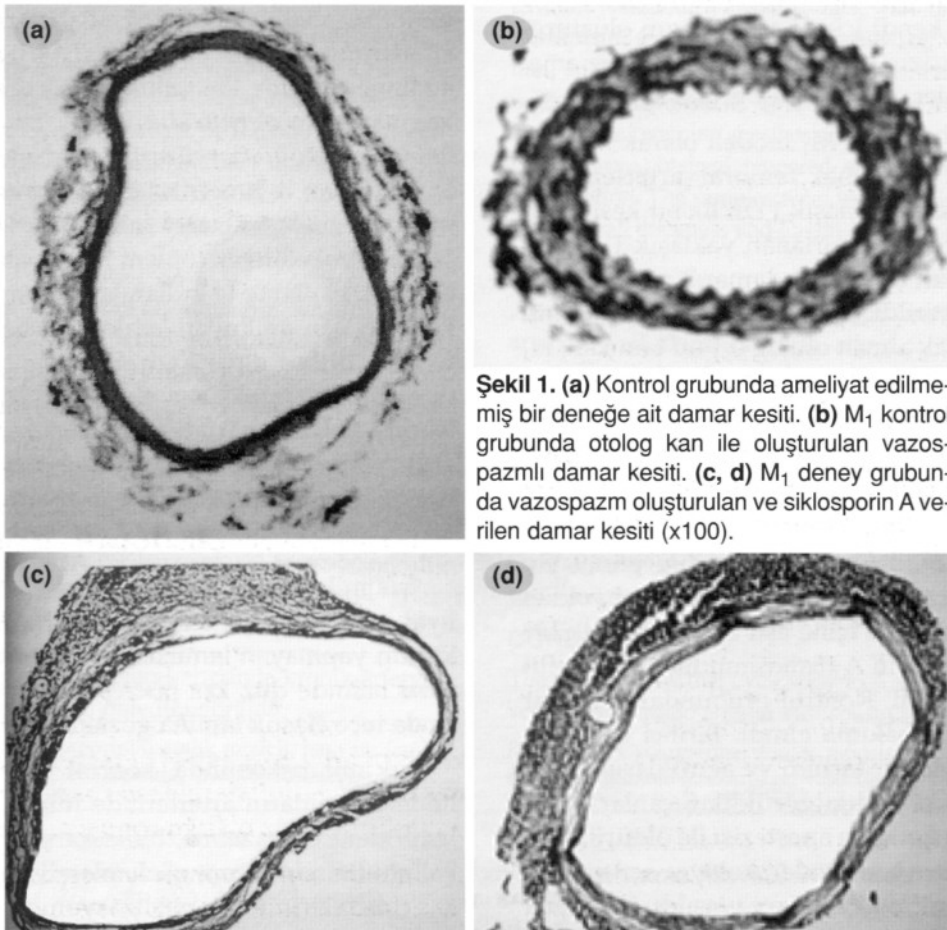 (a)
(b)
Şekil 1. (a) Kontrol grubunda ameliyat edilme-
miş bir deneğe ait damar kesiti. (b) M1 kontrol
grubunda otolog kan ile oluşturulan vazos-
pazmlı damar kesiti. (c, d) M1 deney grubun-
da vazospazm oluşturulan ve siklosporin A ve-
rilen damar kesiti (x100).
(c)
(d)